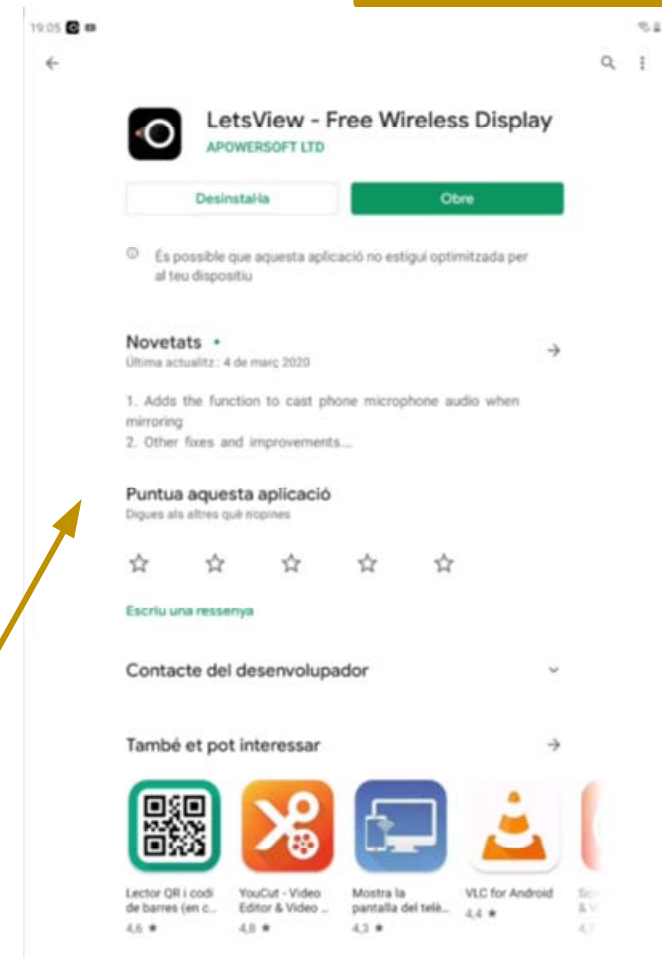 19:05
LetsView - Free Wireless Display
APOWERSOFT LTD
Desinstal·la
Obre
És possible que aquesta aplicació no estigui optimitzada per
al teu dispositiu
Novetats •
Última actualitz.: 4 de març 2020
1. Adds the function to cast phone microphone audio when
mirroring
2. Other fixes and improvements...
Puntua aquesta aplicació
Digues als altres què n'opines
Escriu una ressenya
Contacte del desenvolupador
També et pot interessar
Lector QR i codi
de barres (en c...
4,6 ★
YouCut - Video
Editor & Video ...
4,8 ★
Mostra la
pantalla del telè...
4,3 ★
VLC for Android
4,4 ★